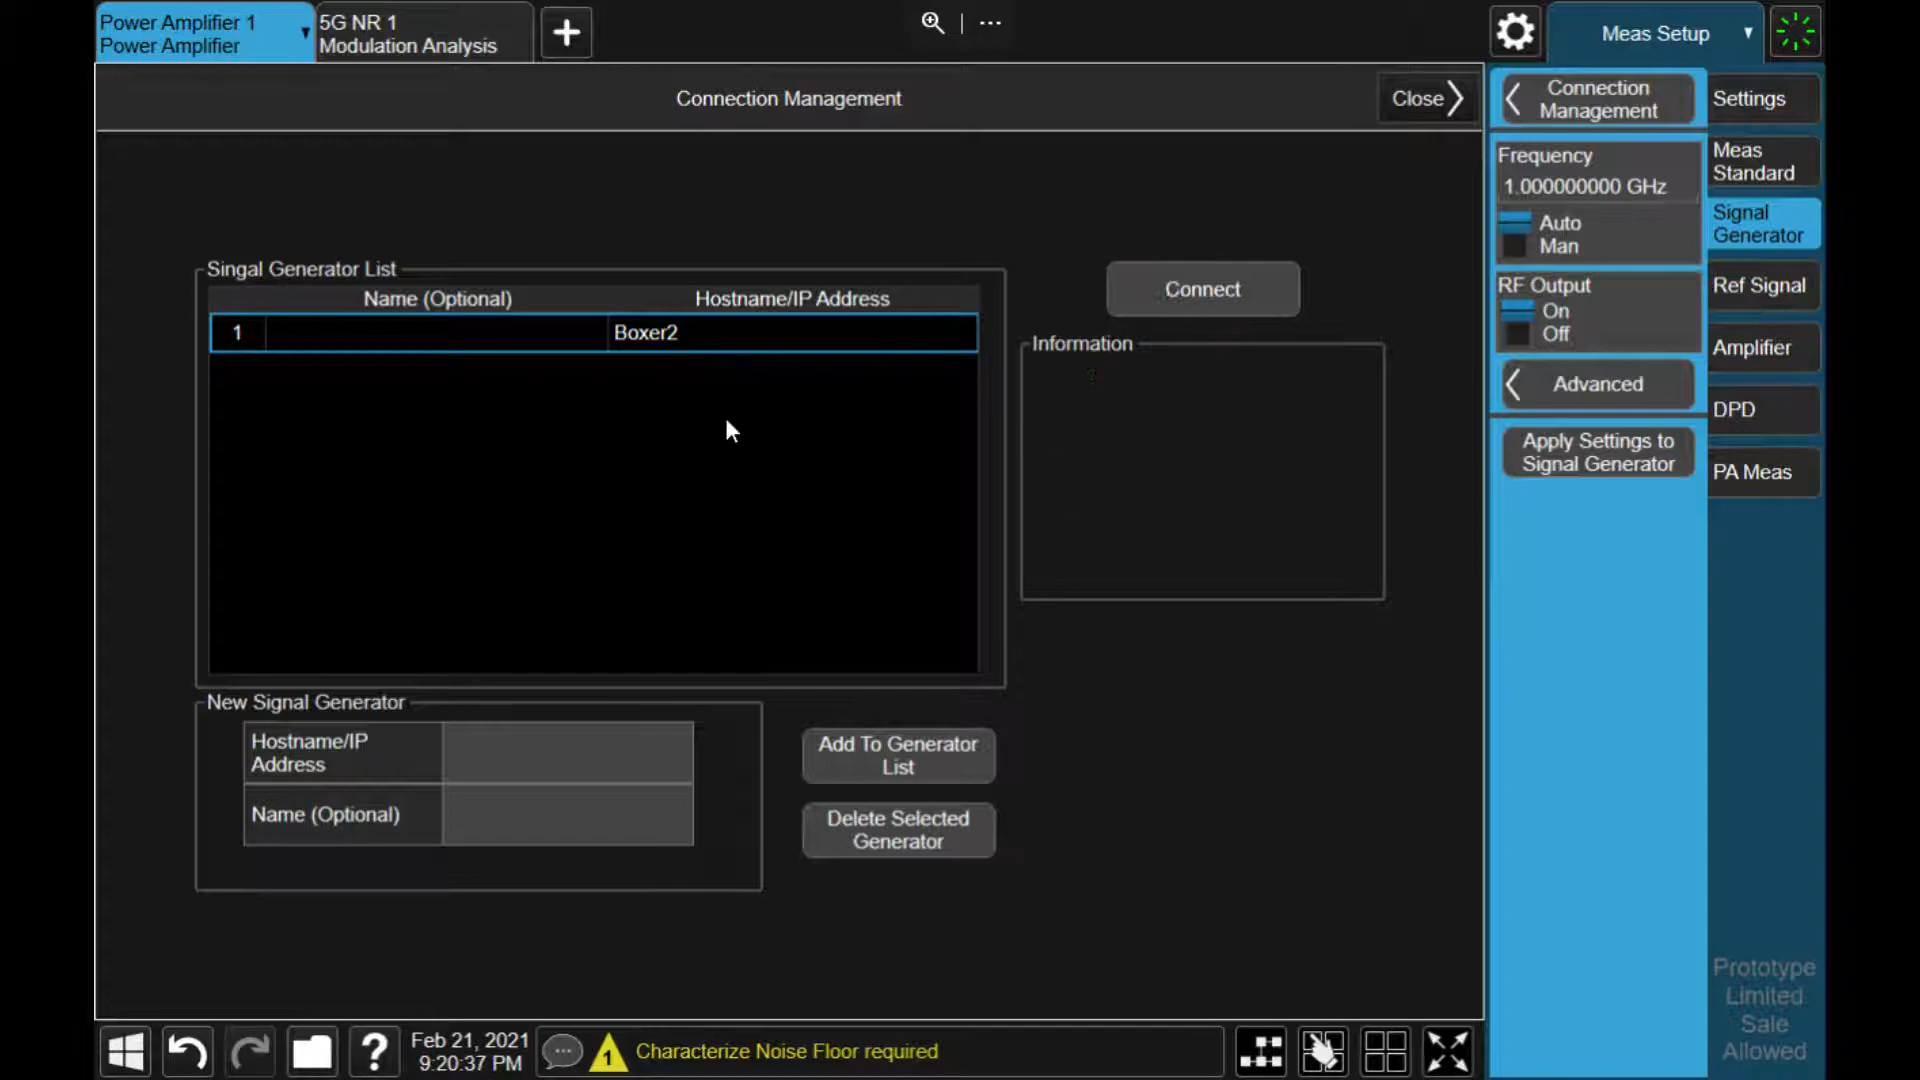 Power Amplifier 1
Power Amplifier
5G NR 1
Modulation Analysis
Meas Setup
Connection Management
Close
Connection
Management
Settings
Frequency
1.000000000 GHz
Auto
Man
Meas
Standard
Signal
Generator
RF Output
On
Off
Ref Signal
Advanced
Amplifier
Apply Settings to
Signal Generator
DPD
PA Meas
Singal Generator List
Name (Optional) Hostname/IP Address
1 Boxer2
Connect
Information
New Signal Generator
Hostname/IP
Address
Name (Optional)
Add To Generator
List
Delete Selected
Generator
Prototype
Limited
Sale
Allowed
?
Feb 21, 2021
9:20:37 PM
1
Characterize Noise Floor required